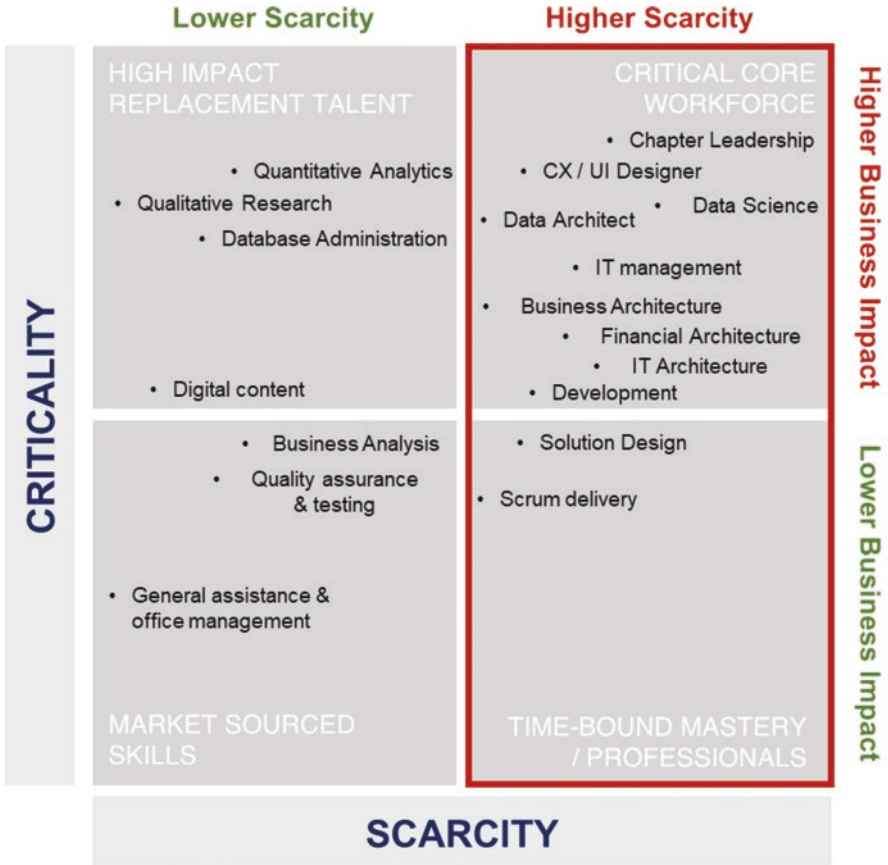 Lower Scarcity
Higher Scarcity
HIGH IMPACT
REPLACEMENT TALENT
• Quantitative Analytics
• Qualitative Research
• Database Administration
• Digital content
CRITICAL CORE
WORKFORCE
• Chapter Leadership
• CX / UI Designer
• Data Science
• Data Architect
• IT management
• Business Architecture
• Financial Architecture
• IT Architecture
• Development
Higher Business Impact
CRITICALITY
• Business Analysis
• Quality assurance
& testing
• General assistance &
office management
MARKET SOURCED
SKILLS
• Solution Design
• Scrum delivery
TIME-BOUND MASTERY
/ PROFESSIONALS
Lower Business Impact
SCARCITY